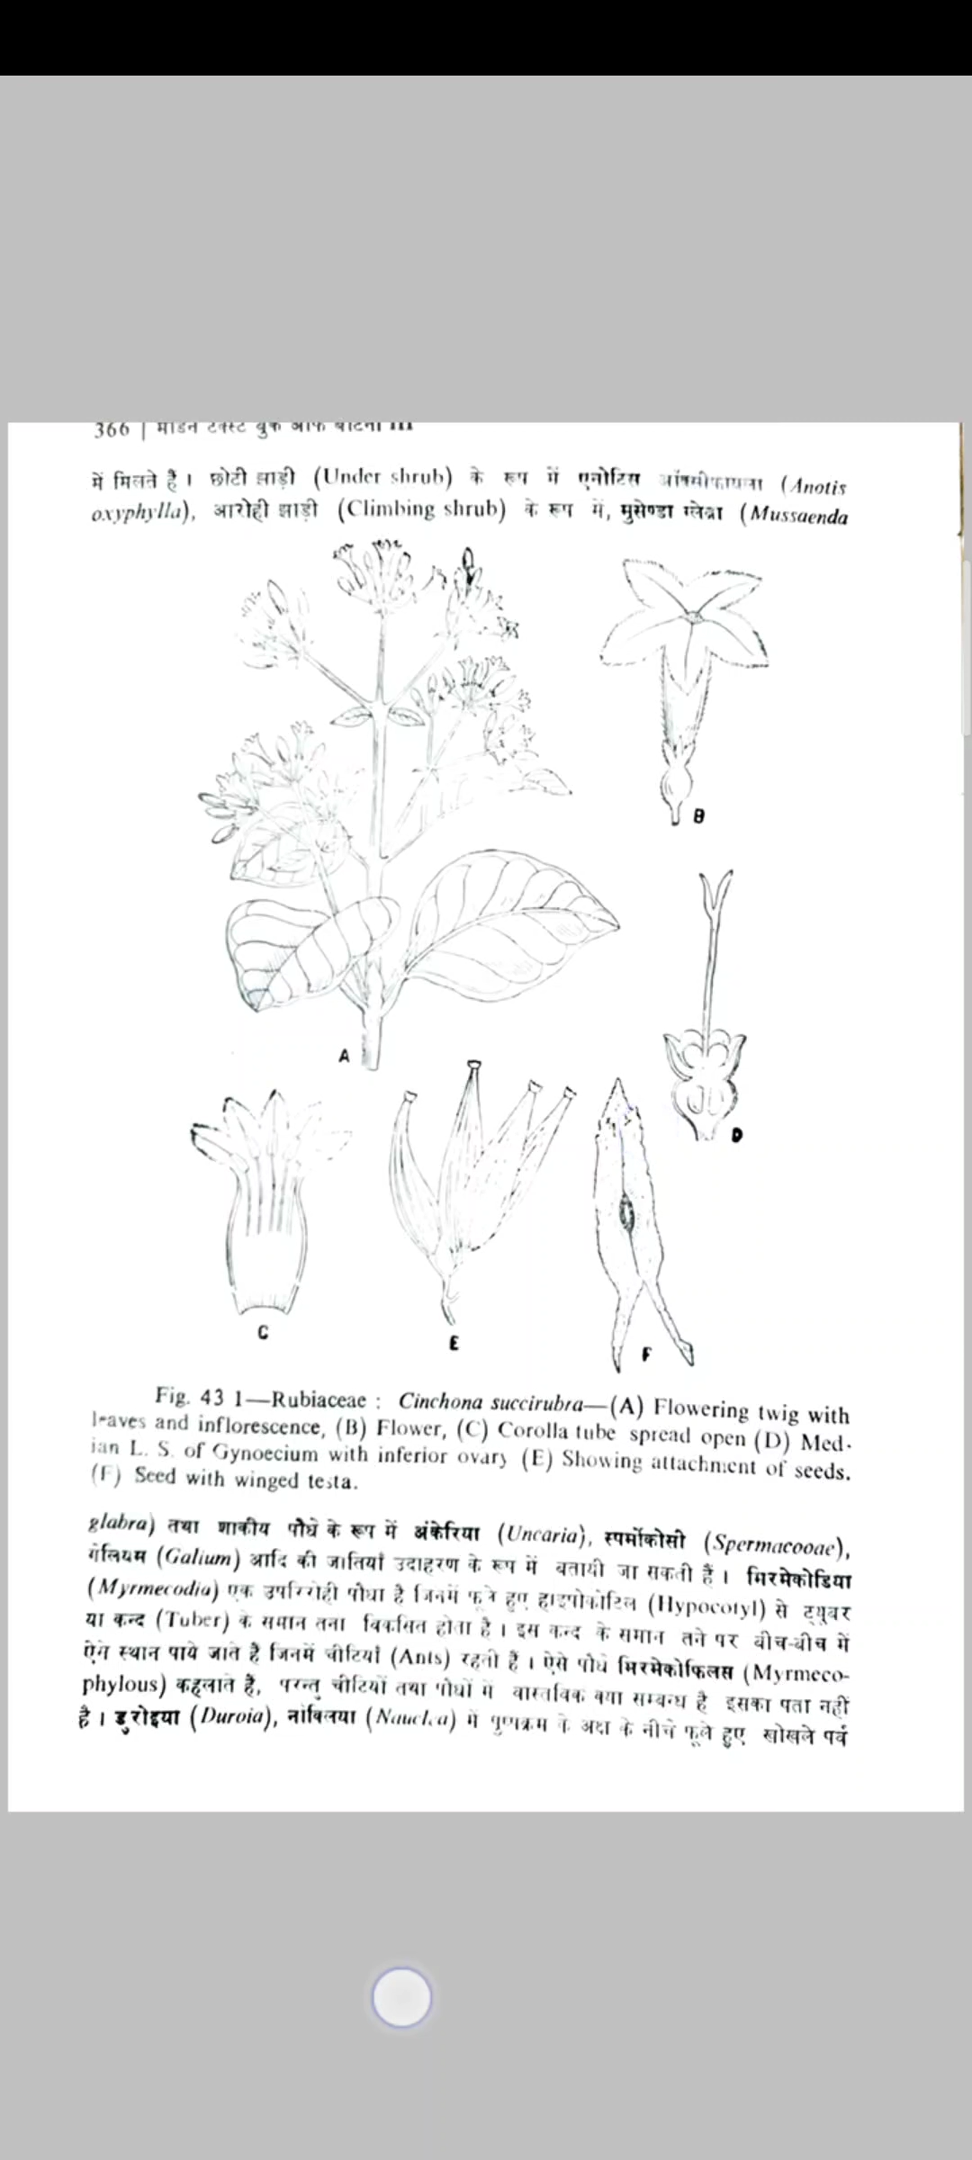 366 | माडर्न टेक्स्ट बुक ऑफ बॉटनी III
में मिलते हैं । छोटी झाड़ी (Under shrub) के रूप में एनोटिस (Anotis
oxyphylla), आरोही झाड़ी (Climbing shrub) के रूप में, मुसेण्डा ग्लेब्रा (Mussaenda
B
A
D
C
E
F
Fig. 43 1—Rubiaceae : Cinchona succirubra—(A) Flowering twig with
leaves and inflorescence, (B) Flower, (C) Corolla tube spread open (D) Med-
ian L. S. of Gynoecium with inferior ovary (E) Showing attachment of seeds.
(F) Seed with winged testa.
glabra) तथा शाकीय पौधे के रूप में अंकेरिया (Uncaria), स्पर्माकोसी (Spermacooae),
गेलियम (Galium) आदि की जातियाँ उदाहरण के रूप में बतायी जा सकती हैं । मिरमेकोडिया
(Myrmecodia) एक उपरिरोही पौधा है जिनमें फूले हुए हाइपोकोटिल (Hypocotyl) से ट्युबर
या कन्द (Tuber) के समान तना विकसित होता है । इस कन्द के समान तने पर बीच-बीच में
ऐसे स्थान पाये जाते हैं जिनमें चीटियाँ (Ants) रहती हैं । ऐसे पौधे मिरमेकोफिलस (Myrmeco-
phylous) कहलाते हैं, परन्तु चीटियों तथा पौधों में वास्तविक क्या सम्बन्ध है इसका पता नहीं
है । डुरोइया (Duroia), नॉक्लिया (Nauclea) में पुष्पक्रम के अक्ष के नीचे फूले हुए खोखले पर्व